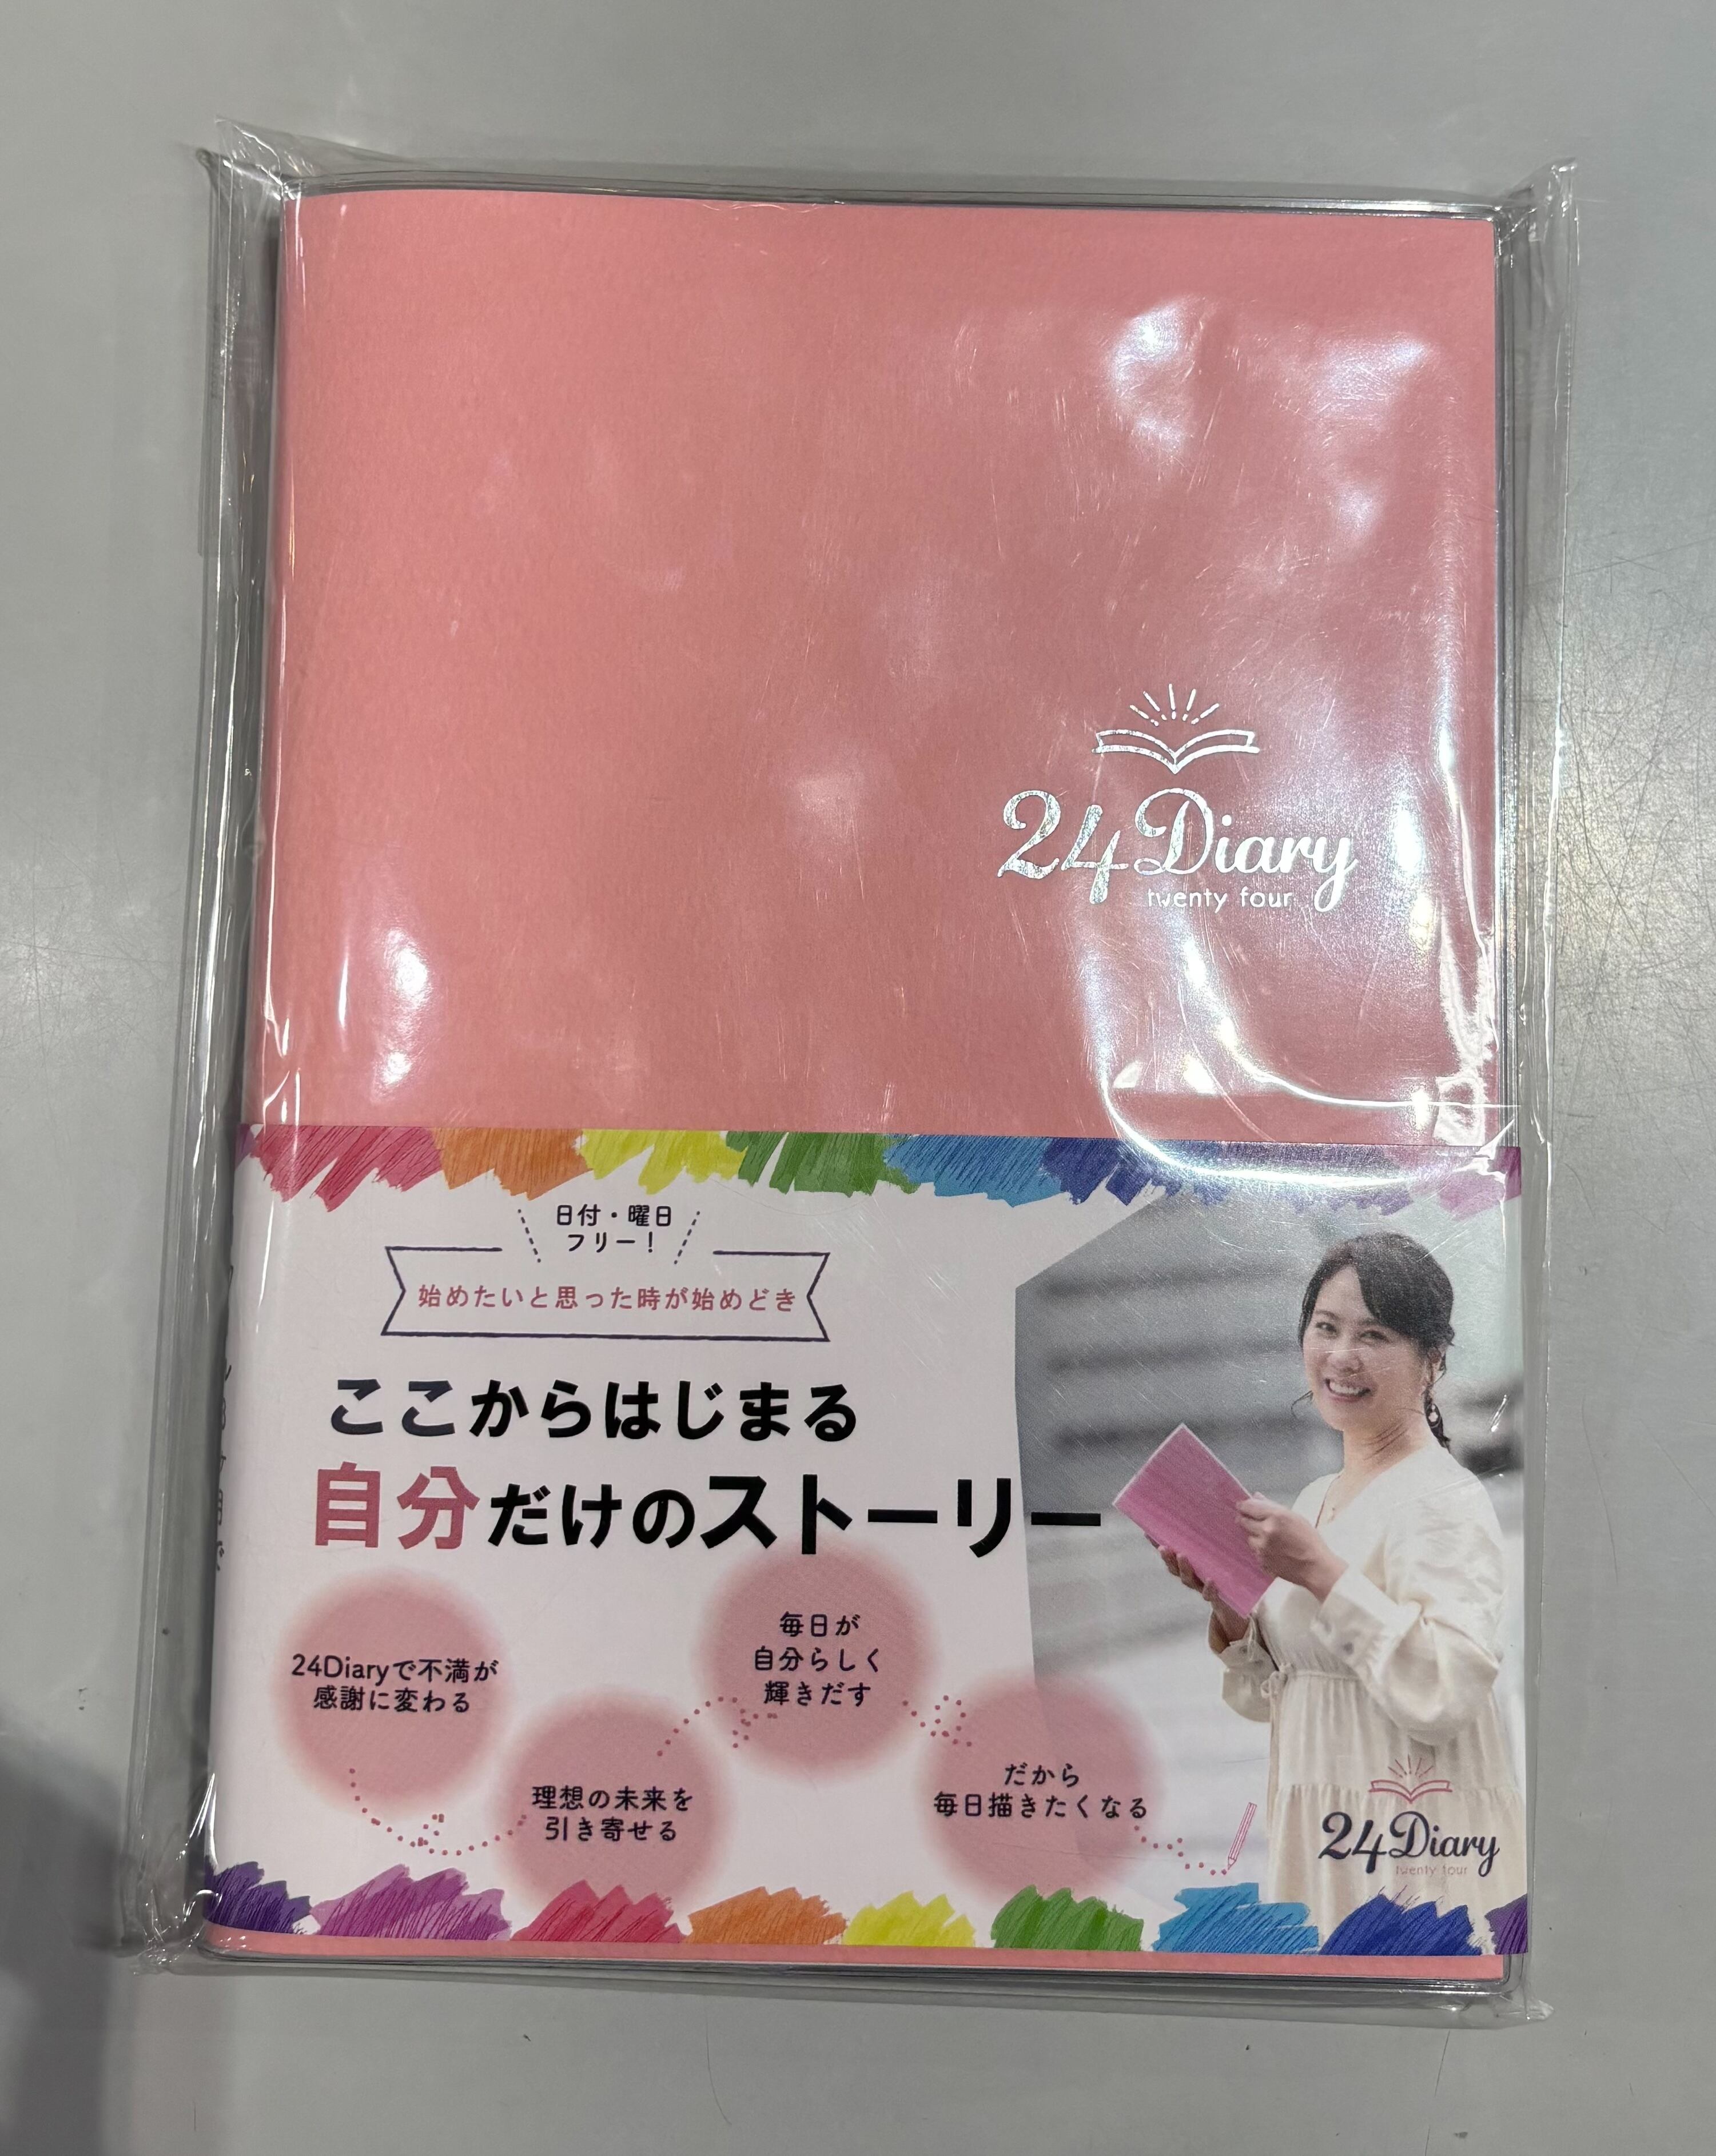 24 Diary
twenty four
日付・曜日
フリー！
始めたいと思った時が始めどき
ここからはじまる
自分だけのストーリー
24Diaryで不満が
感謝に変わる
理想の未来を
引き寄せる
毎日が
自分らしく
輝きだす
だから
毎日描きたくなる
24 Diary
twenty four